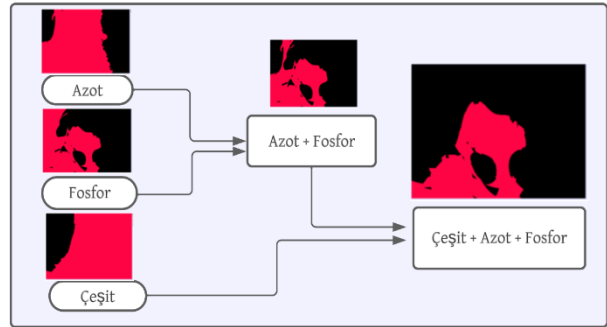 Azot
Fosfor
Çeşit
Azot + Fosfor
Çeşit + Azot + Fosfor